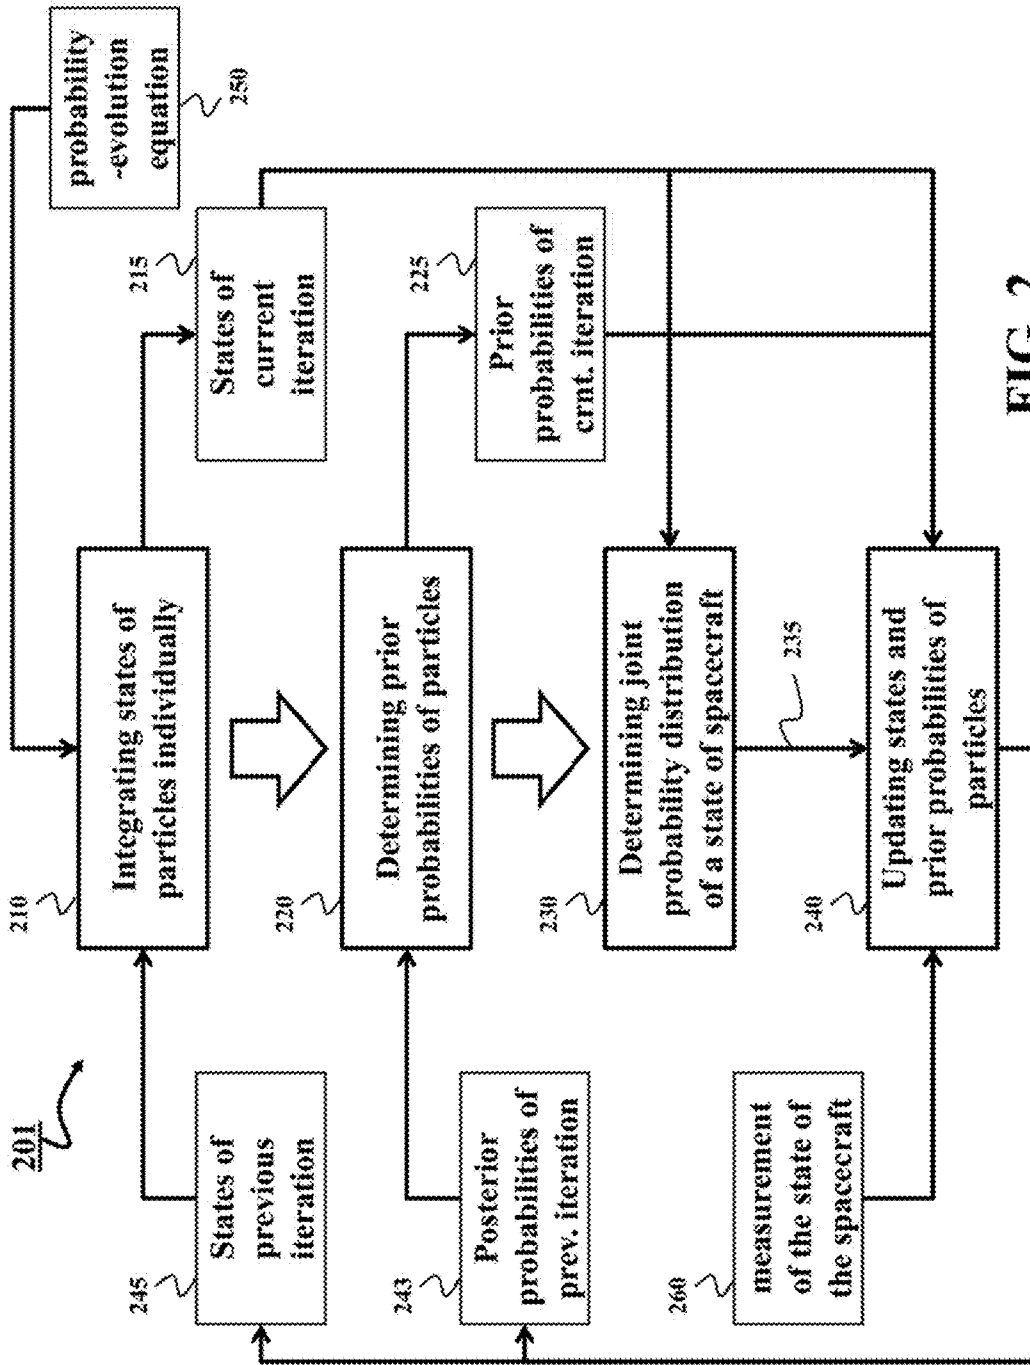 201
probability
-evolution
equation
250
210
Integrating states of
particles individually
215
States of
current
iteration
245
States of
previous
iteration
220
Determining prior
probabilities of particles
225
Prior
probabilities of
crnt. iteration
243
Posterior
probabilities of
prev. iteration
230
Determining joint
probability distribution
of a state of spacecraft
235
240
Updating states and
prior probabilities of
particles
260
measurement
of the state of
the spacecraft
FIG. 2